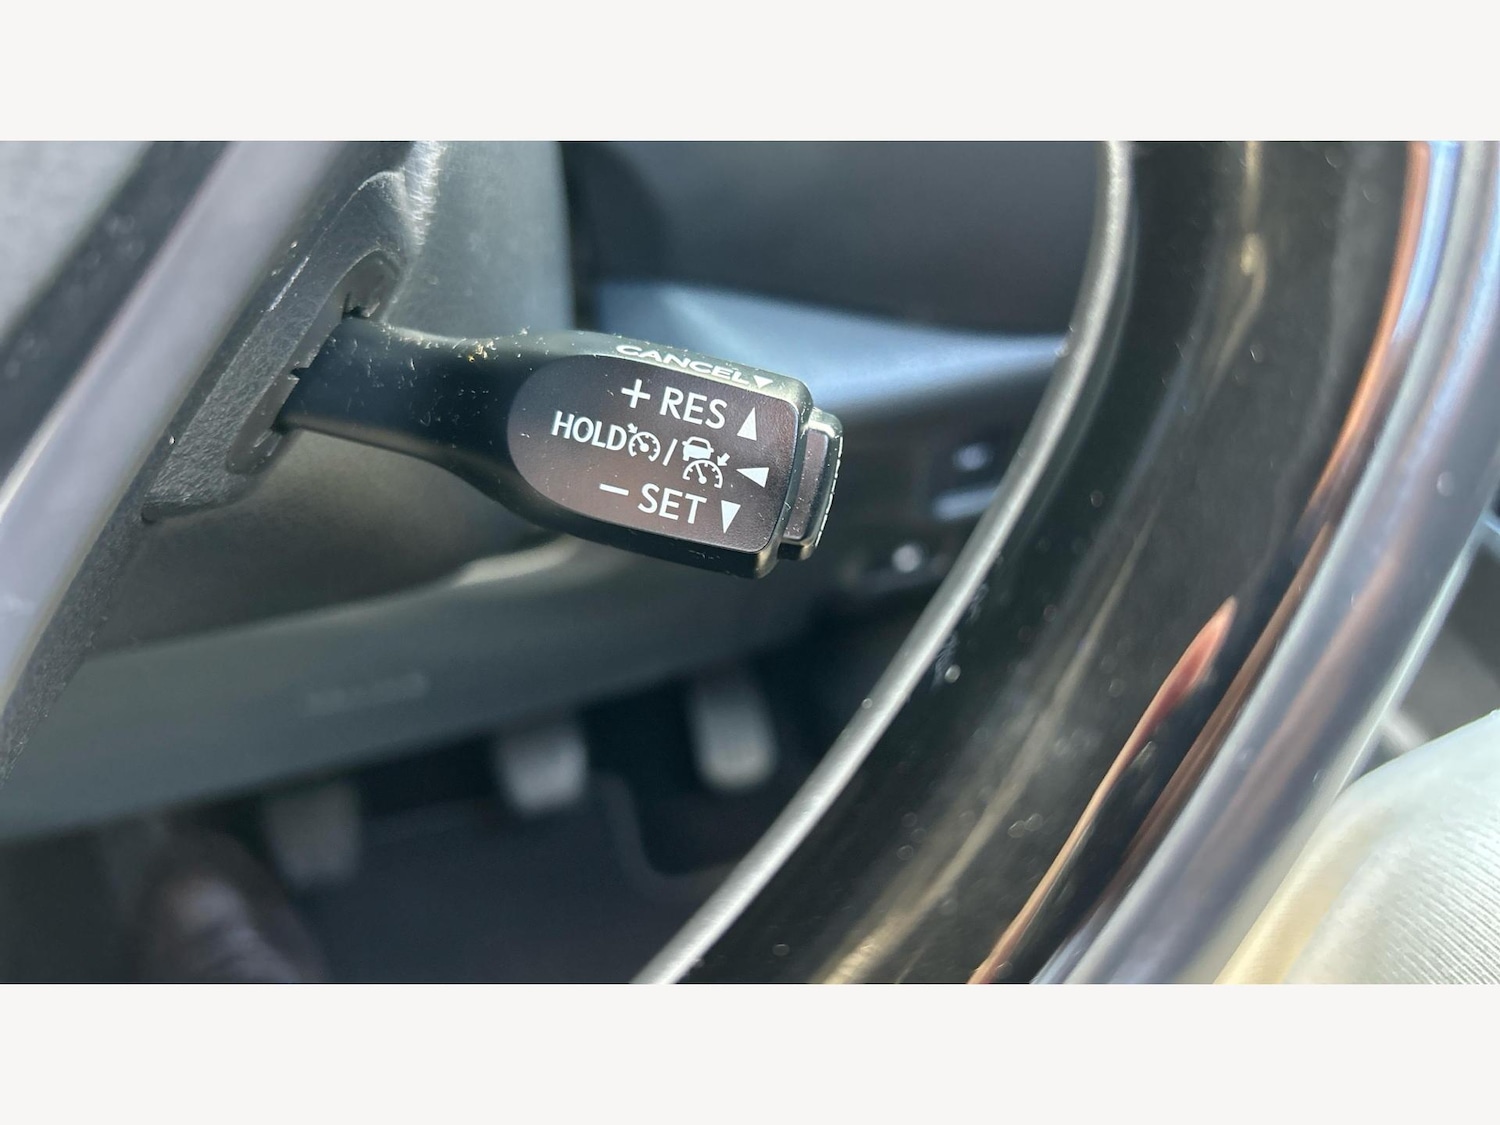 CANCEL
+ RES
HOLD /
− SET